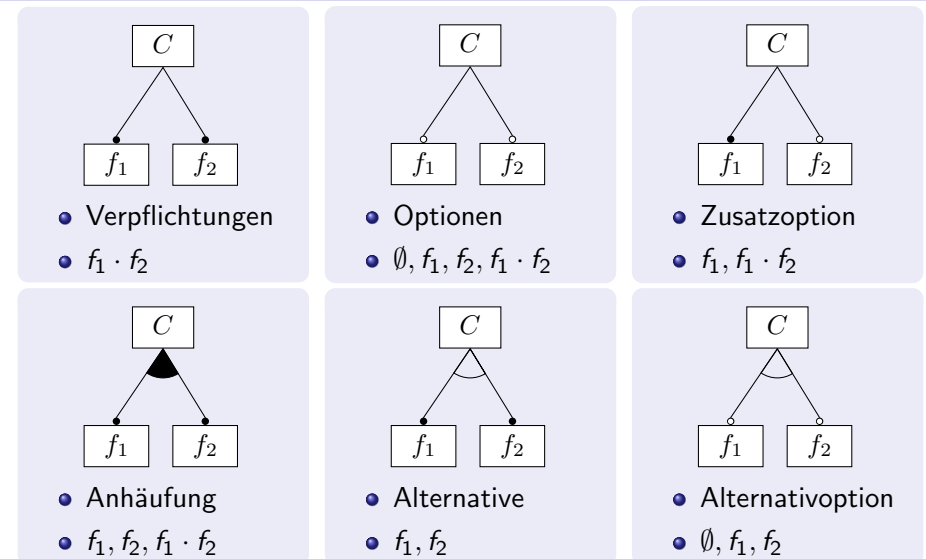 C
f₁ f₂
Verpflichtungen
f₁ · f₂
C
f₁ f₂
Optionen
∅, f₁, f₂, f₁ · f₂
C
f₁ f₂
Zusatzoption
f₁, f₁ · f₂
C
f₁ f₂
Anhäufung
f₁, f₂, f₁ · f₂
C
f₁ f₂
Alternative
f₁, f₂
C
f₁ f₂
Alternativoption
∅, f₁, f₂